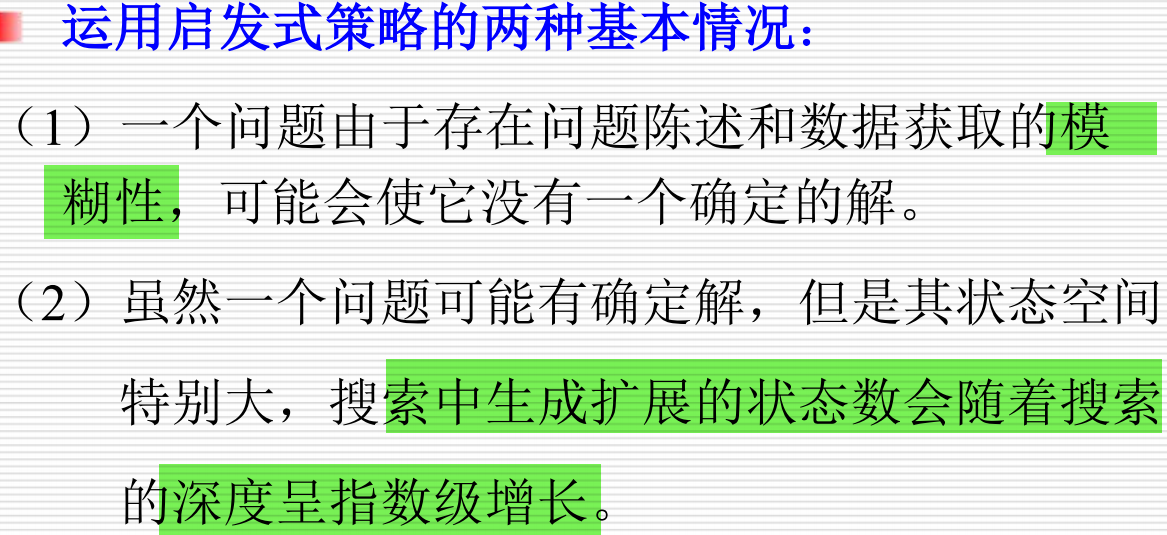 运用启发式策略的两种基本情况：
（1）一个问题由于存在问题陈述和数据获取的模
糊性，可能会使它没有一个确定的解。
（2）虽然一个问题可能有确定解，但是其状态空间
特别大，搜索中生成扩展的状态数会随着搜索
的深度呈指数级增长。